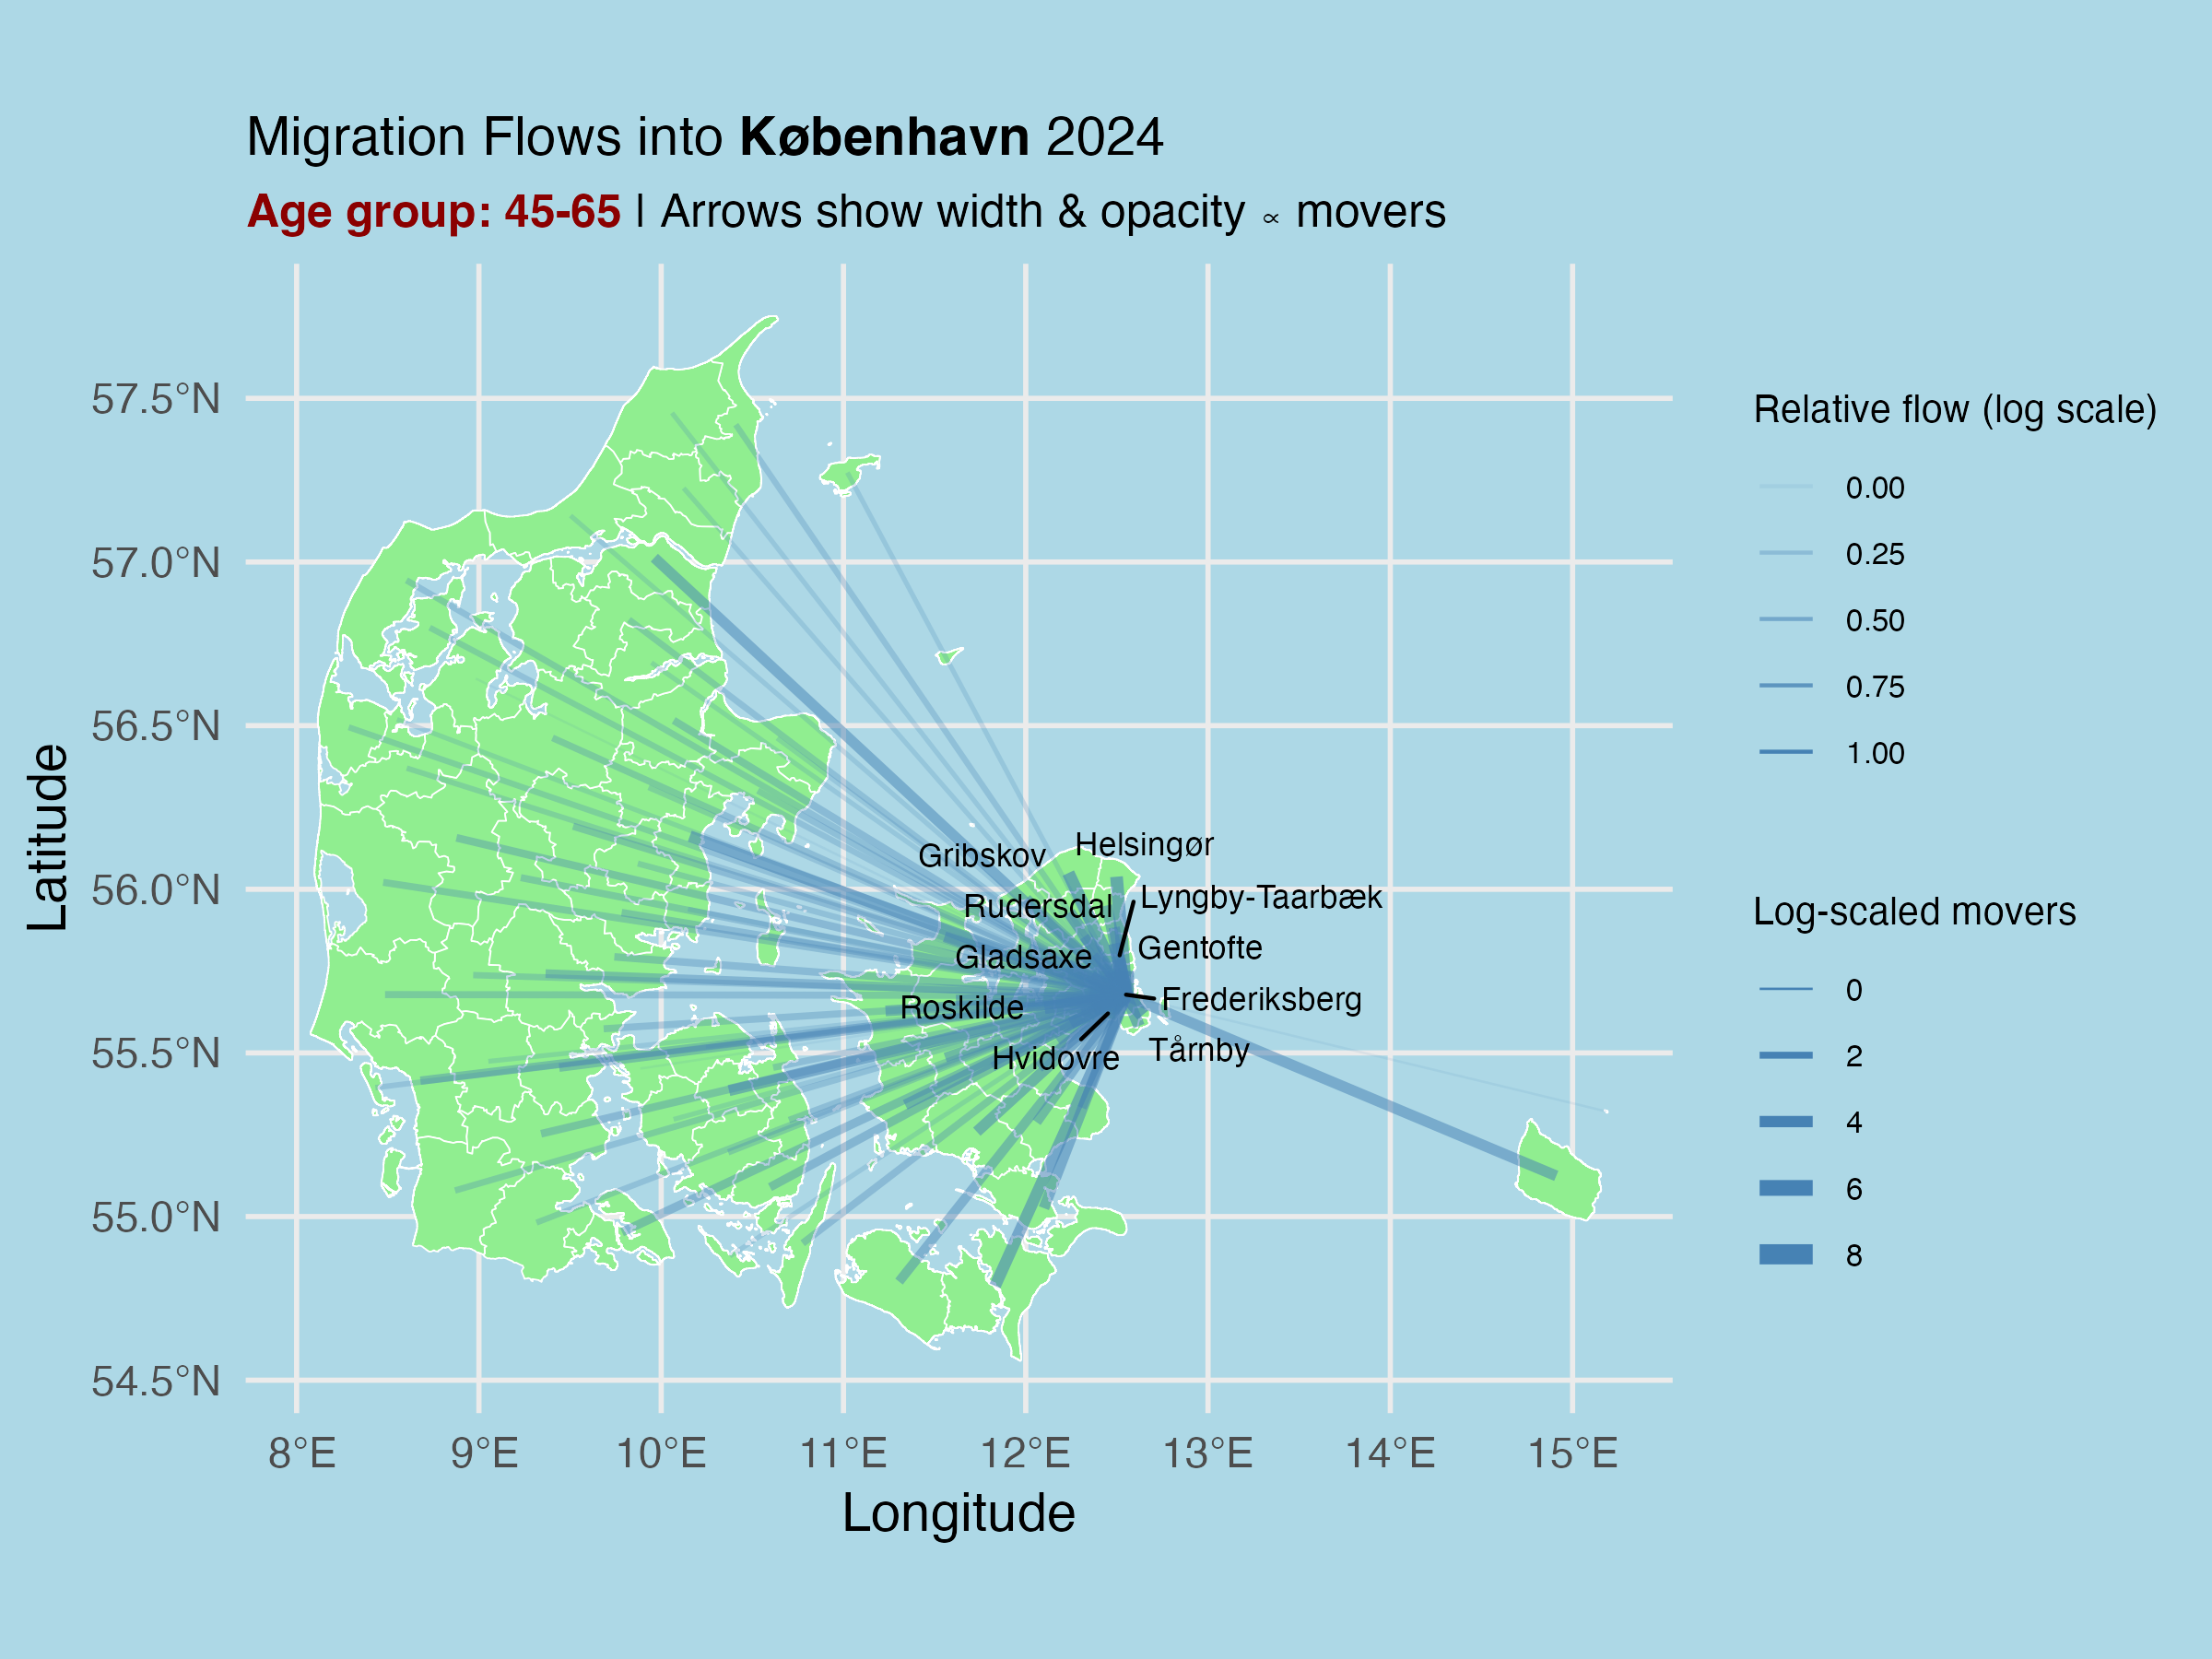 Migration Flows into København 2024
Age group: 45-65 | Arrows show width & opacity ∝ movers
57.5°N
57.0°N
56.5°N
56.0°N
55.5°N
55.0°N
54.5°N
Latitude
8°E
9°E
10°E
11°E
12°E
13°E
14°E
15°E
Longitude
Helsingør
Gribskov
Lyngby-Taarbæk
Rudersdal
Gentofte
Gladsaxe
Frederiksberg
Roskilde
Tårnby
Hvidovre
Relative flow (log scale)
0.00
0.25
0.50
0.75
1.00
Log-scaled movers
0
2
4
6
8